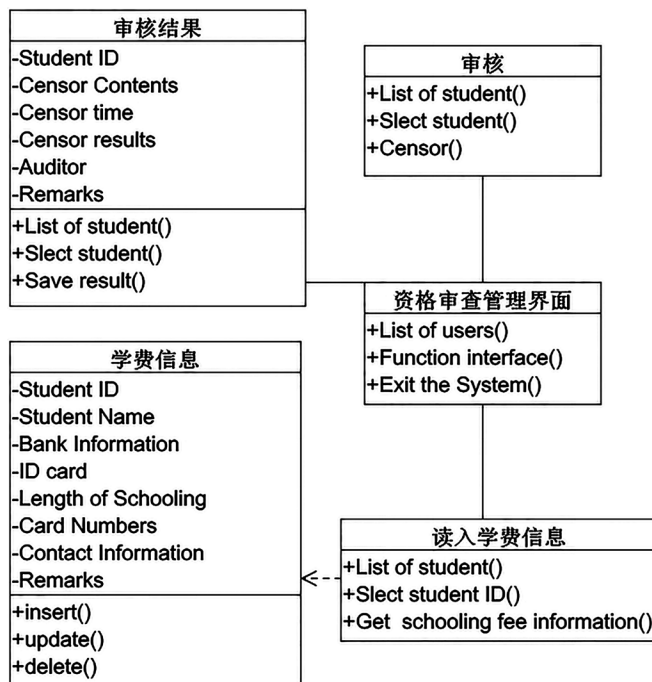 审核结果
-Student ID
-Censor Contents
-Censor time
-Censor results
-Auditor
-Remarks
+List of student()
+Slect student()
+Save result()
审核
+List of student()
+Slect student()
+Censor()
资格审查管理界面
+List of users()
+Function interface()
+Exit the System()
学费信息
-Student ID
-Student Name
-Bank Information
-ID card
-Length of Schooling
-Card Numbers
-Contact Information
-Remarks
+insert()
+update()
+delete()
读入学费信息
+List of student()
+Slect student ID()
+Get schooling fee information()